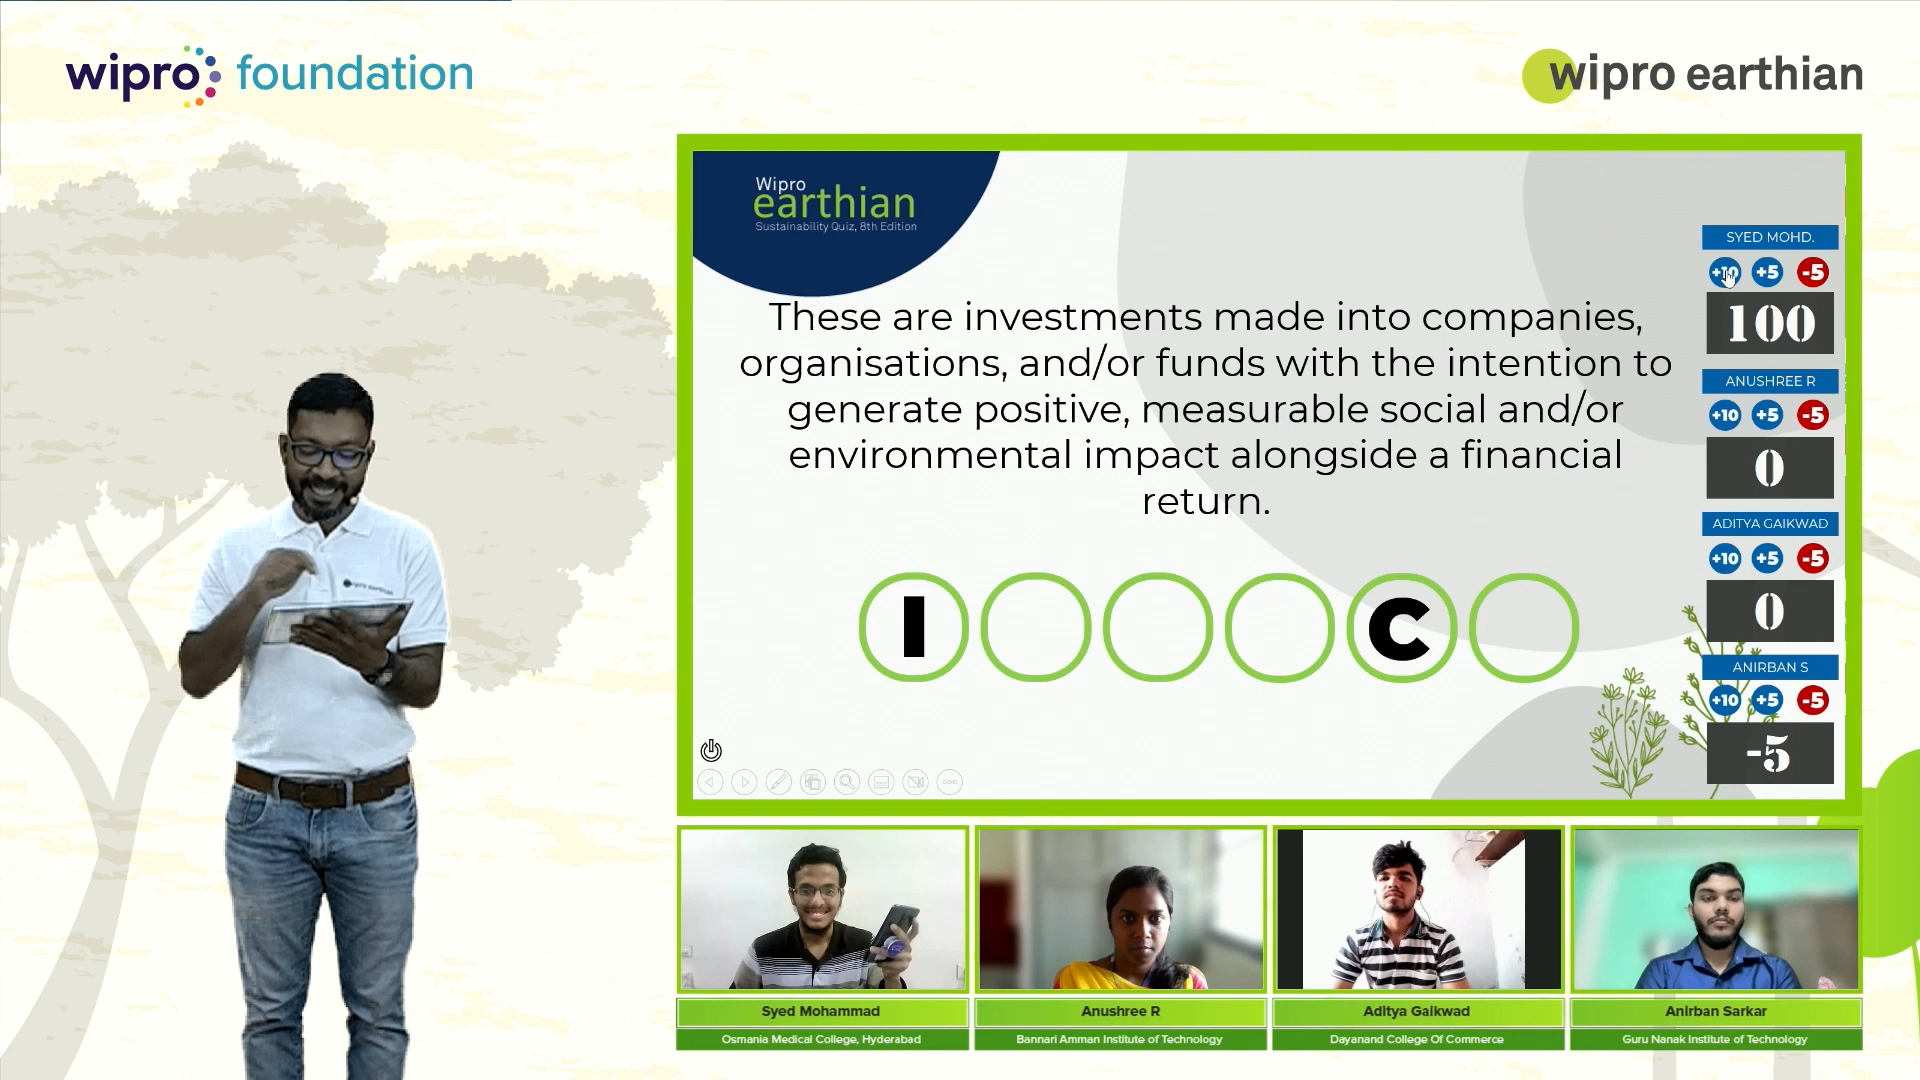 wipro foundation
wipro earthian
Wipro
earthian
Sustainability Quiz, 8th Edition
These are investments made into companies,
organisations, and/or funds with the intention to
generate positive, measurable social and/or
environmental impact alongside a financial
return.
I C
SYED MOHD.
+10 +5 -5
100
ANUSHREE R
+10 +5 -5
0
ADITYA GAIKWAD
+10 +5 -5
0
ANIRBAN S
+10 +5 -5
-5
Syed Mohammad
Osmania Medical College, Hyderabad
Anushree R
Bannari Amman Institute of Technology
Aditya Gaikwad
Dayanand College Of Commerce
Anirban Sarkar
Guru Nanak Institute of Technology
wipro earthian